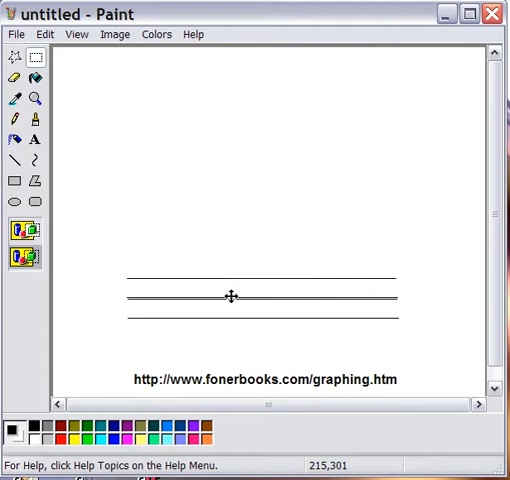 untitled - Paint
File Edit View Image Colors Help
A
http://www.fonerbooks.com/graphing.htm
For Help, click Help Topics on the Help Menu. 215,301